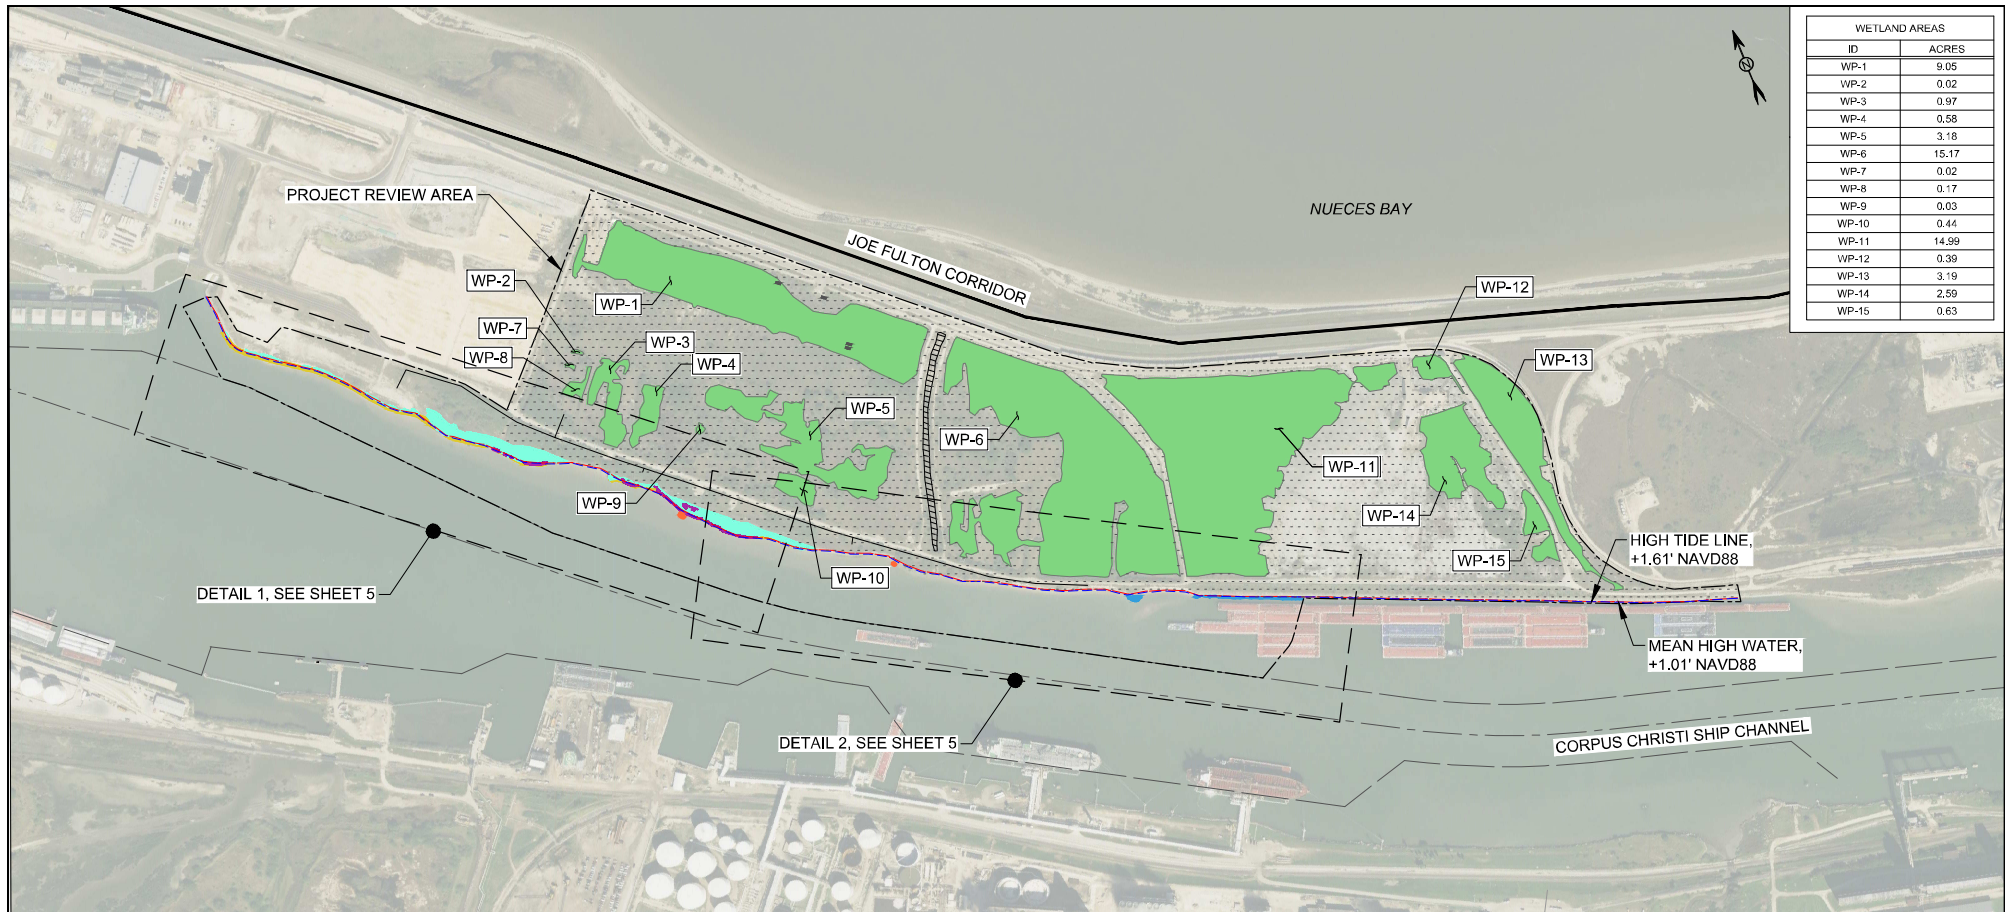 WETLAND AREAS
ID ACRES
WP-1 9.05
WP-2 0.02
WP-3 0.97
WP-4 0.58
WP-5 3.18
WP-6 15.17
WP-7 0.02
WP-8 0.17
WP-9 0.03
WP-10 0.44
WP-11 14.99
WP-12 0.39
WP-13 3.19
WP-14 2.59
WP-15 0.63
N
PROJECT REVIEW AREA
NUECES BAY
JOE FULTON CORRIDOR
WP-2
WP-1
WP-12
WP-7
WP-3
WP-8
WP-4
WP-13
WP-5
WP-6
WP-11
WP-9
WP-14
WP-10
WP-15
HIGH TIDE LINE,
+1.61' NAVD88
DETAIL 1, SEE SHEET 5
MEAN HIGH WATER,
+1.01' NAVD88
DETAIL 2, SEE SHEET 5
CORPUS CHRISTI SHIP CHANNEL